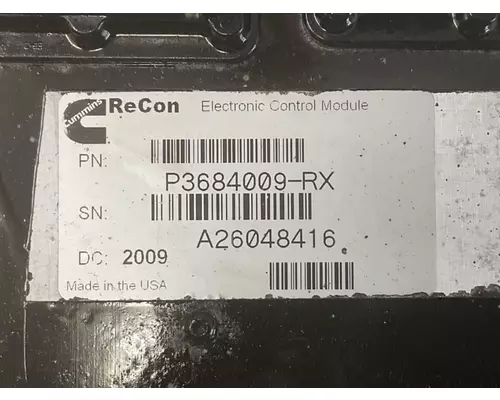 Cummins ReCon Electronic Control Module
PN:
P3684009-RX
SN:
A26048416
DC: 2009
Made in the USA